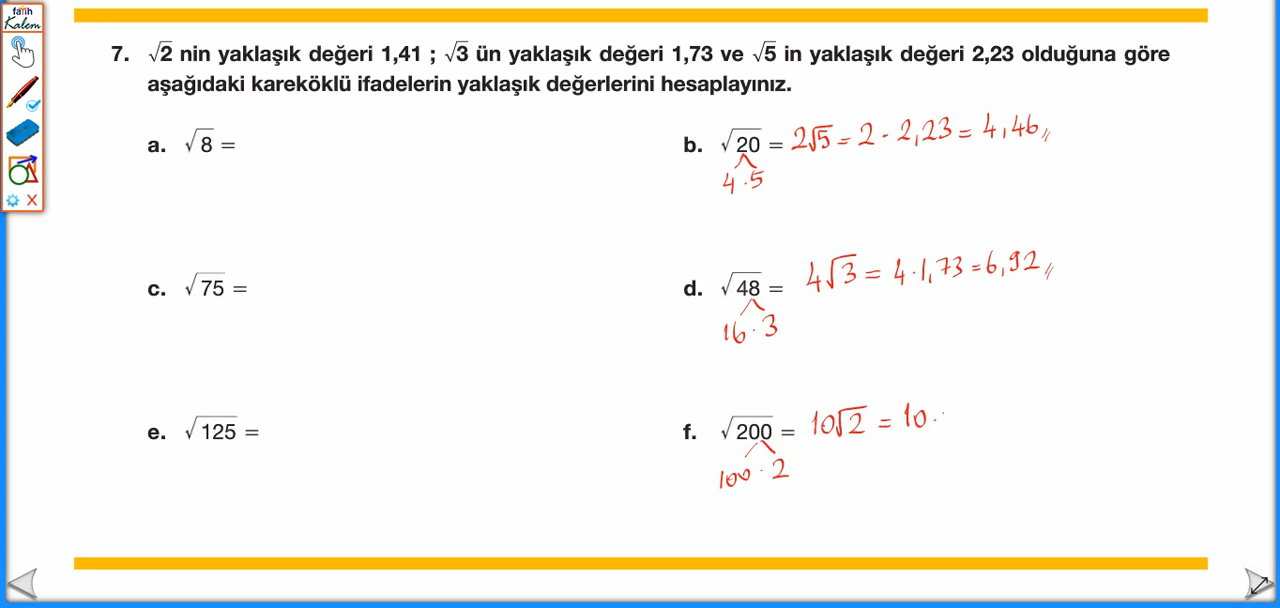 fatih
Kalem
7. √2 nin yaklaşık değeri 1,41 ; √3 ün yaklaşık değeri 1,73 ve √5 in yaklaşık değeri 2,23 olduğuna göre
aşağıdaki kareköklü ifadelerin yaklaşık değerlerini hesaplayınız.
a. √8 =
b. √20 = 2√5 = 2 · 2,23 = 4,46 //
4 · 5
c. √75 =
d. √48 = 4√3 = 4 · 1,73 = 6,92 //
16 · 3
e. √125 =
f. √200 = 10√2 = 10 ·
100 · 2